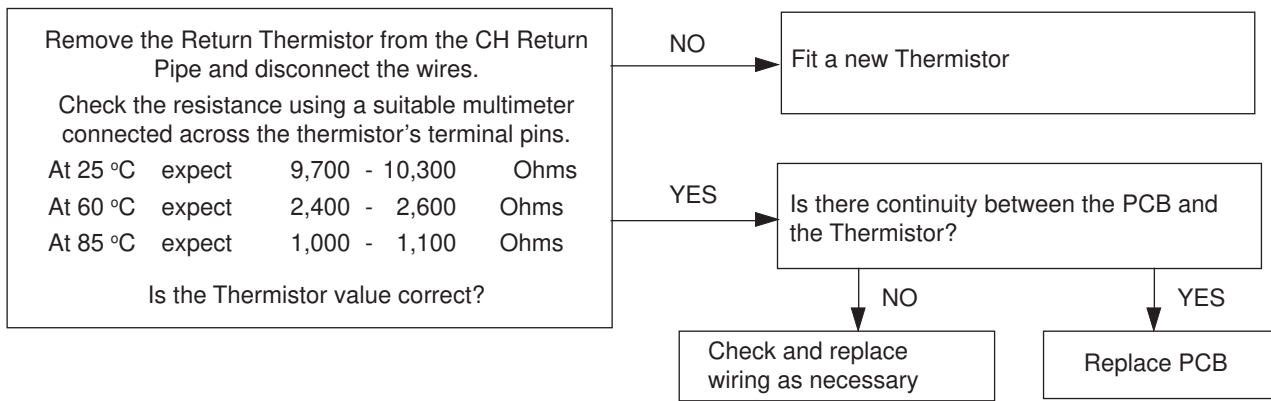 Remove the Return Thermistor from the CH Return
Pipe and disconnect the wires.
Check the resistance using a suitable multimeter
connected across the thermistor's terminal pins.
At 25 ºC expect 9,700 - 10,300 Ohms
At 60 ºC expect 2,400 - 2,600 Ohms
At 85 ºC expect 1,000 - 1,100 Ohms
Is the Thermistor value correct?
NO
Fit a new Thermistor
YES
Is there continuity between the PCB and
the Thermistor?
NO
Check and replace
wiring as necessary
YES
Replace PCB